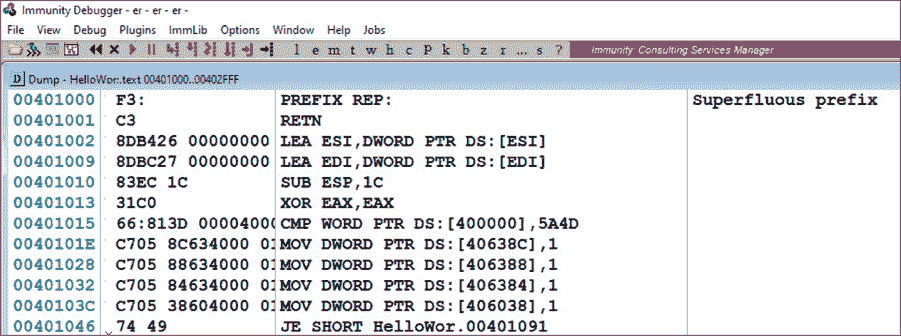 Immunity Debugger - er - er - er -
File View Debug Plugins ImmLib Options Window Help Jobs
l e m t w h c P k b z r ... s ? Immunity: Consulting Services Manager
D Dump - HelloWor:.text 00401000..00402FFF
00401000 F3: PREFIX REP: Superfluous prefix
00401001 C3 RETN
00401002 8DB426 00000000 LEA ESI,DWORD PTR DS:[ESI]
00401009 8DBC27 00000000 LEA EDI,DWORD PTR DS:[EDI]
00401010 83EC 1C SUB ESP,1C
00401013 31C0 XOR EAX,EAX
00401015 66:813D 00004000 CMP WORD PTR DS:[400000],5A4D
0040101E C705 8C634000 01 MOV DWORD PTR DS:[40638C],1
00401028 C705 88634000 01 MOV DWORD PTR DS:[406388],1
00401032 C705 84634000 01 MOV DWORD PTR DS:[406384],1
0040103C C705 38604000 01 MOV DWORD PTR DS:[406038],1
00401046 74 49 JE SHORT HelloWor.00401091